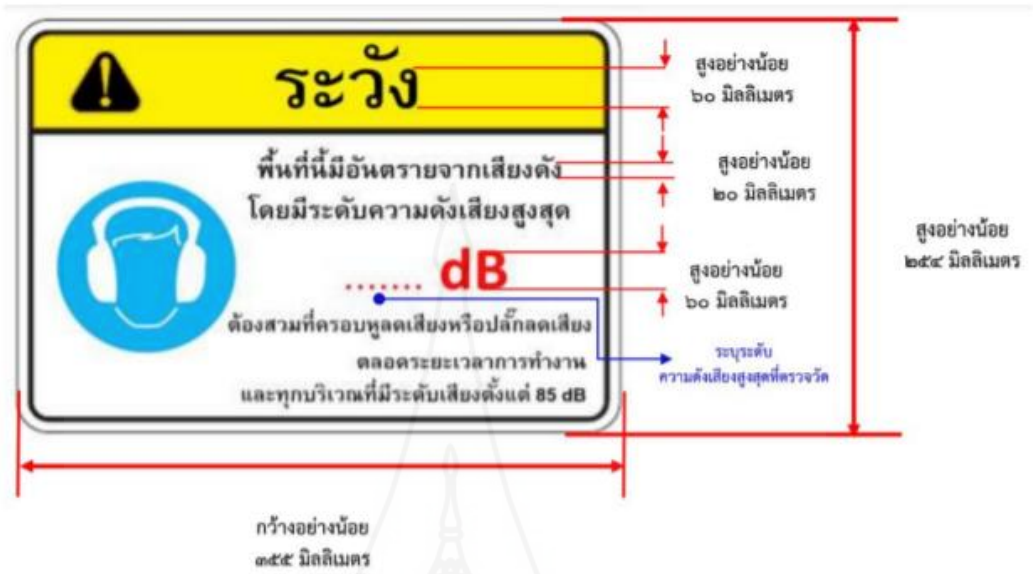 ระวัง
พื้นที่นี้มีอันตรายจากเสียงดัง
โดยมีระดับความดังเสียงสูงสุด
....... dB
ต้องสวมที่ครอบหูลดเสียงหรือปลั๊กลดเสียง
ตลอดระยะเวลาการทำงาน
และทุกบริเวณที่มีระดับเสียงตั้งแต่ 85 dB
สูงอย่างน้อย
๖๐ มิลลิเมตร
สูงอย่างน้อย
๒๐ มิลลิเมตร
สูงอย่างน้อย
๖๐ มิลลิเมตร
ระบุระดับ
ความดังเสียงสูงสุดที่ตรวจวัด
สูงอย่างน้อย
๒๕๔ มิลลิเมตร
กว้างอย่างน้อย
๓๕๕ มิลลิเมตร